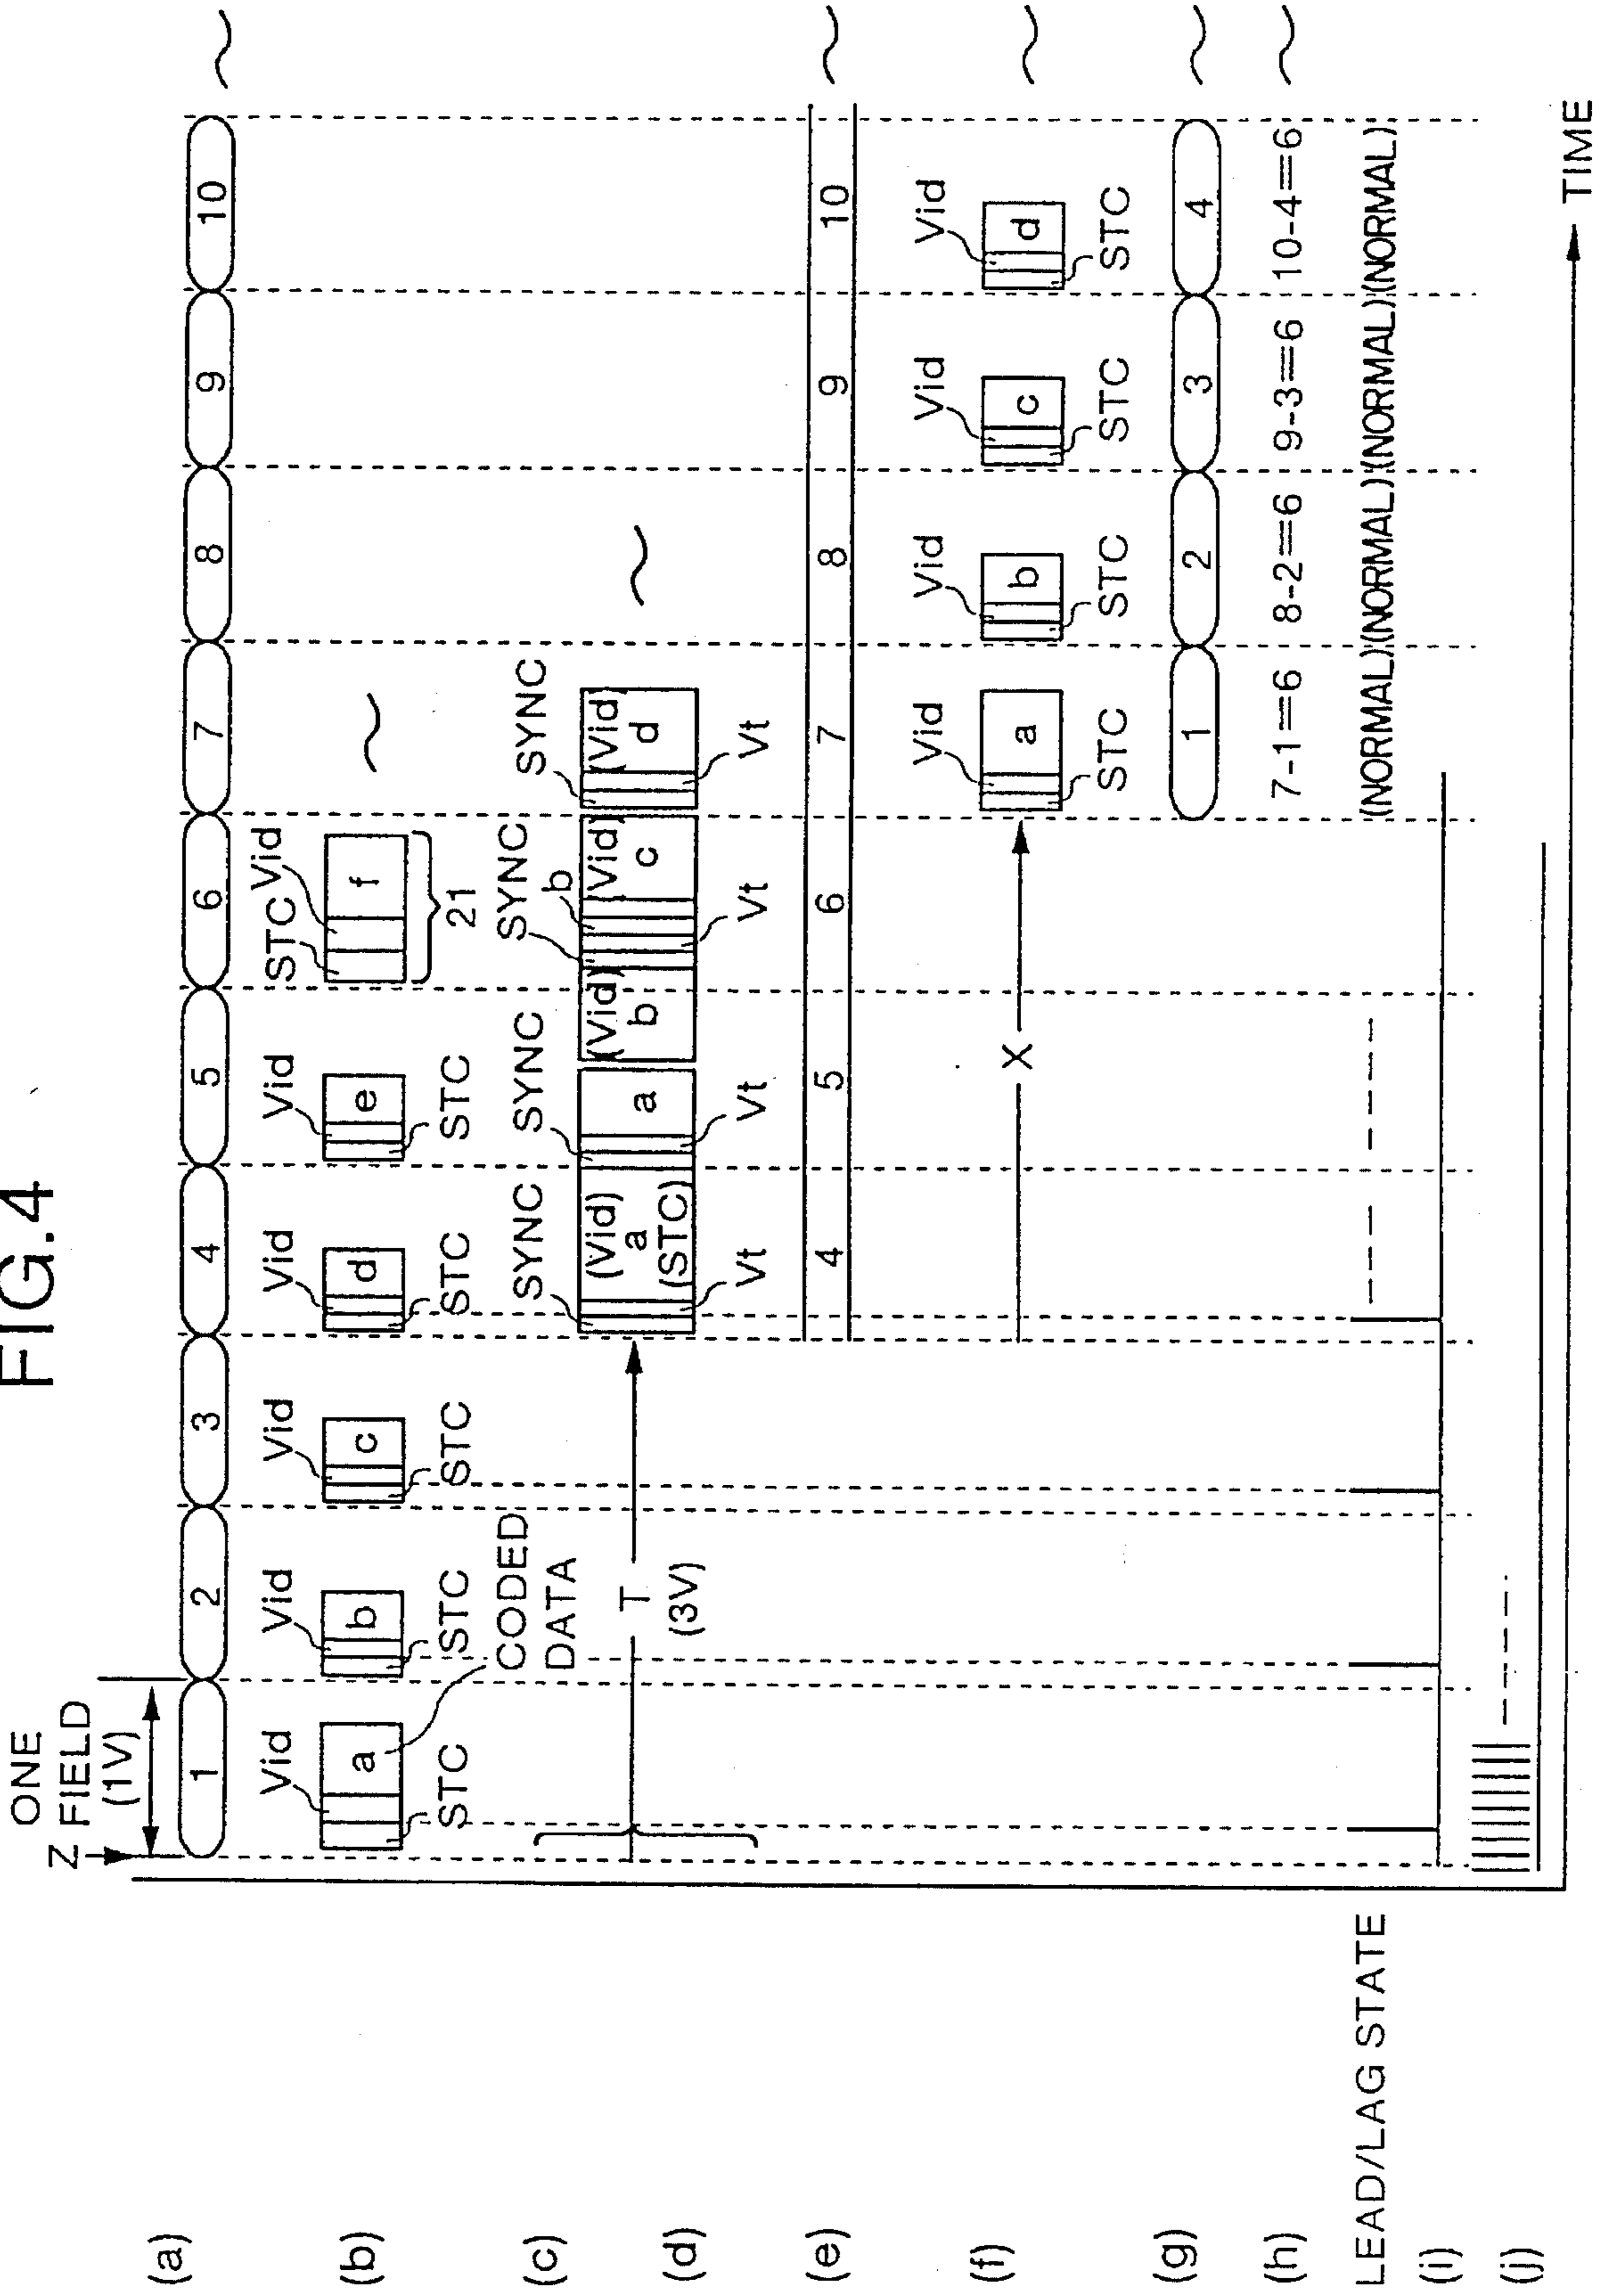 FIG.4
Z
ONE
FIELD
(1V)
(a)
1
2
3
4
5
6
7
8
9
10
(b)
Vid
a
STC
Vid
b
STC
Vid
c
STC
Vid
d
STC
Vid
e
STC
STC
Vid
f
21
CODED
DATA
(c)
(d)
T
(3V)
SYNC
(Vid)
a
(STC)
Vt
SYNC
a
Vt
(Vid)
b
SYNC
b
(Vid)
c
Vt
SYNC
(Vid)
d
Vt
(e)
4
5
6
7
8
9
10
(f)
X
Vid
a
STC
Vid
b
STC
Vid
c
STC
Vid
d
STC
(g)
1
2
3
4
(h)
7-1=6
8-2=6
9-3=6
10-4=6
LEAD/LAG STATE
(NORMAL)
(NORMAL)
(NORMAL)
(NORMAL)
(i)
(j)
TIME